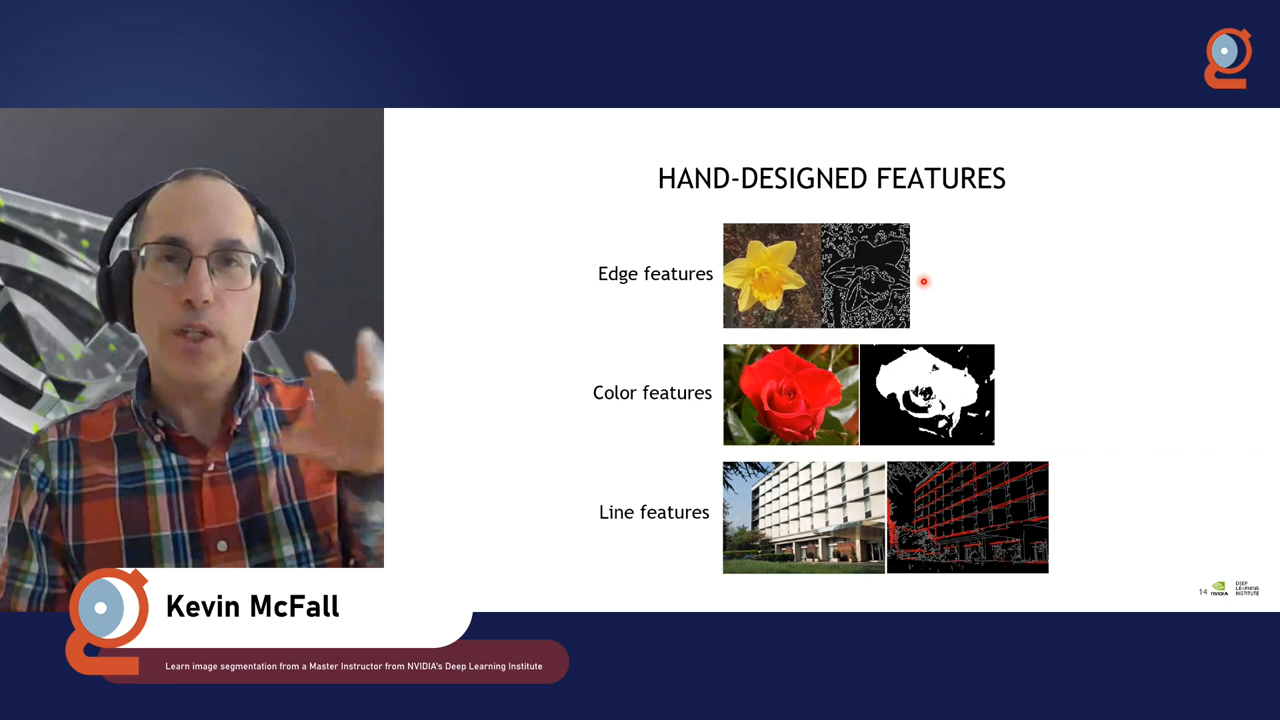 HAND-DESIGNED FEATURES
Edge features
Color features
Line features
14
NVIDIA
DEEP
LEARNING
INSTITUTE
Kevin McFall
Learn image segmentation from a Master Instructor from NVIDIA's Deep Learning Institute